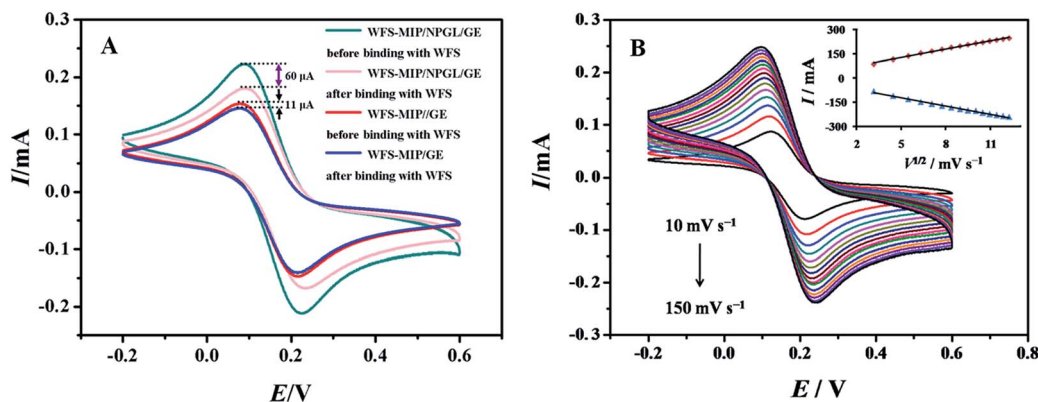 A
WFS-MIP/NPGL/GE
before binding with WFS
WFS-MIP/NPGL/GE
after binding with WFS
WFS-MIP//GE
before binding with WFS
WFS-MIP/GE
after binding with WFS
60 μA
11 μA
0.3
0.2
0.1
0.0
-0.1
-0.2
I/mA
-0.2
0.0
0.2
0.4
0.6
E/V
B
0.3
0.2
0.1
0.0
-0.1
-0.2
-0.3
I/mA
-0.2
0.0
0.2
0.4
0.6
0.8
E / V
10 mV s⁻¹
150 mV s⁻¹
300
150
0
-150
-300
I / mA
2
5
8
11
V¹/² / mV s⁻¹